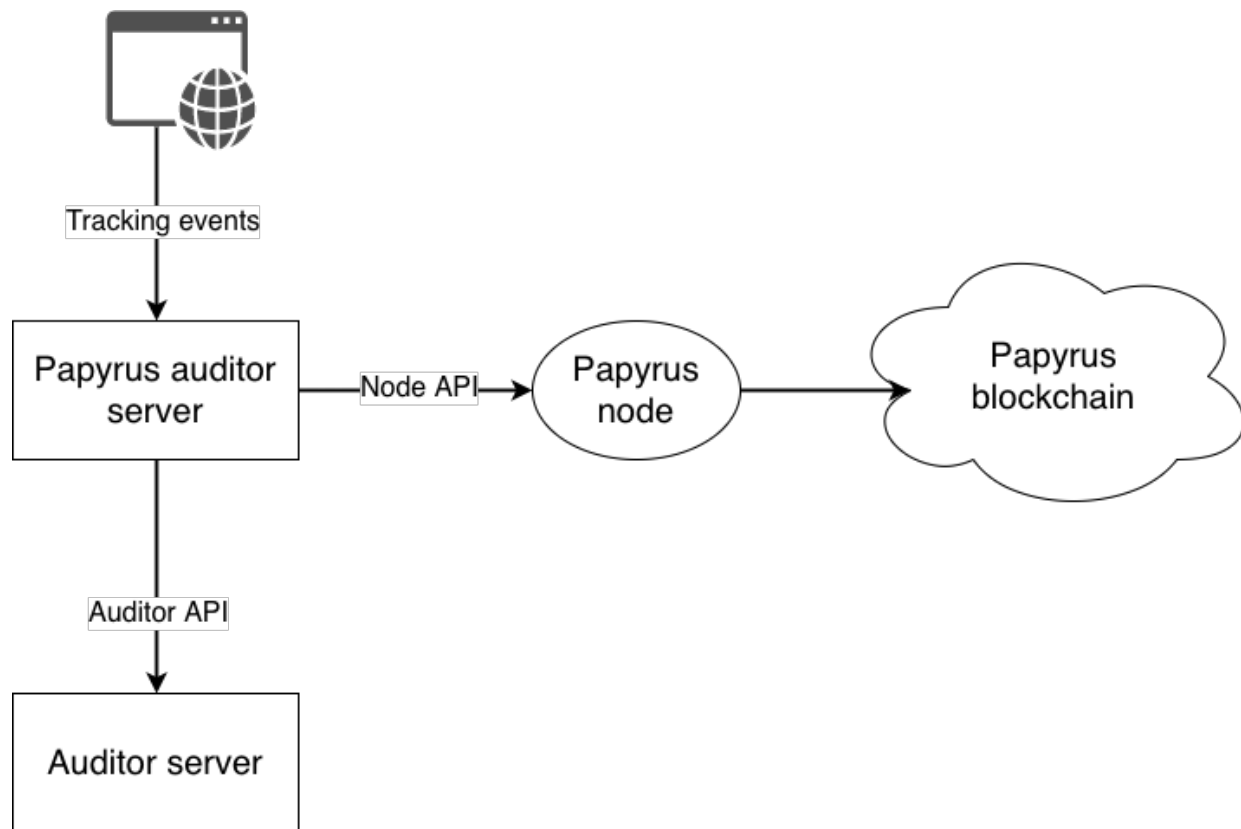 Tracking events
Papyrus auditor
server
Node API
Papyrus
node
Papyrus
blockchain
Auditor API
Auditor server